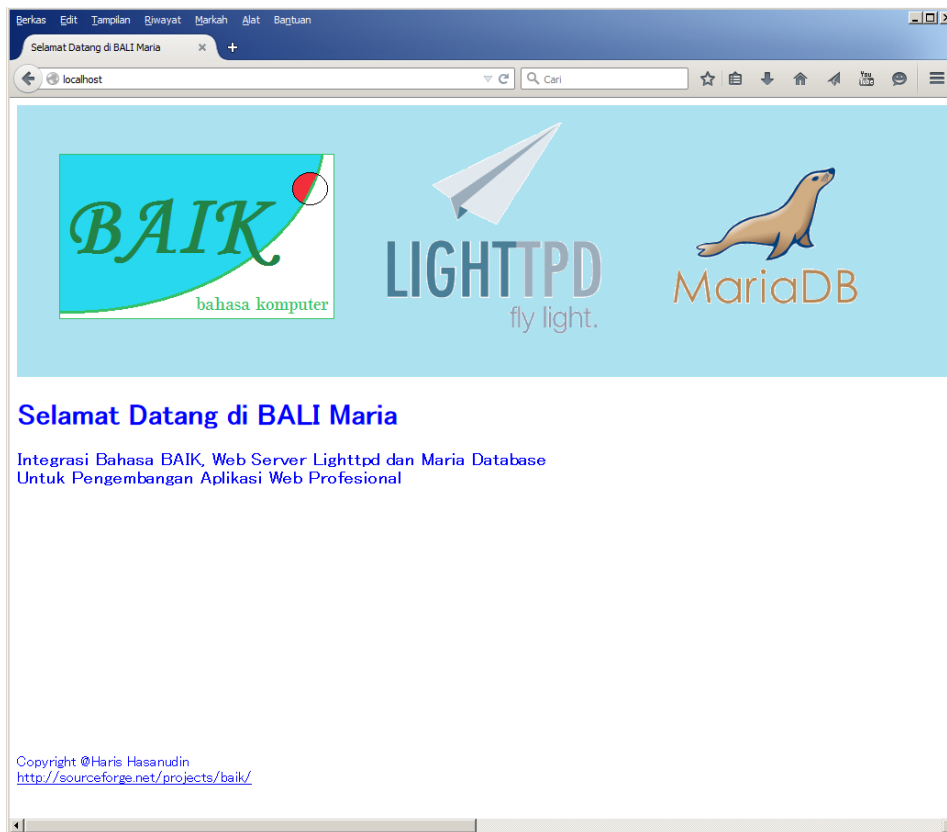 Berkas Edit Tampilan Riwayat Markah Alat Bantuan
Selamat Datang di BALI Maria
localhost Cari You Tube
BAIK
bahasa komputer
LIGHTTPD
fly light.
MariaDB
Selamat Datang di BALI Maria
Integrasi Bahasa BAIK, Web Server Lighttpd dan Maria Database
Untuk Pengembangan Aplikasi Web Profesional
Copyright @Haris Hasanudin
http://sourceforge.net/projects/baik/